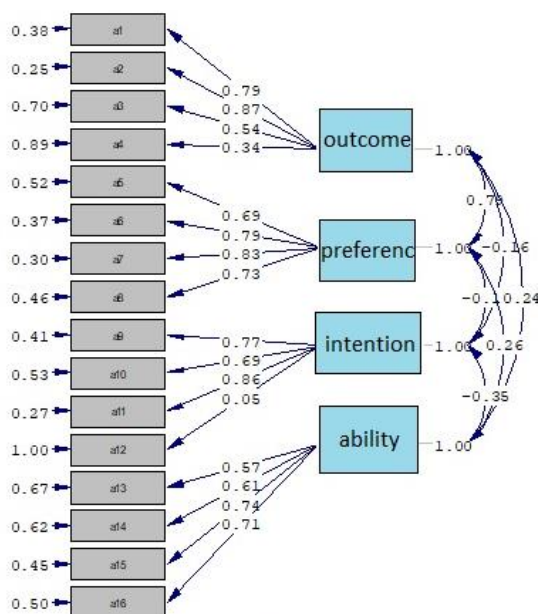 0.38 a1
0.79
0.25 a2
0.87
0.70 a3
0.54
0.89 a4
0.34
outcome 1.00
0.52 a5
0.69
0.37 a6
0.79
0.30 a7
0.83
0.46 a8
0.73
preferenc 1.00
-0.16
0.24
0.41 a9
0.77
0.53 a10
0.69
0.27 a11
0.86
1.00 a12
0.05
intention 1.00
0.26
-0.35
0.67 a13
0.57
0.62 a14
0.61
0.45 a15
0.74
0.50 a16
0.71
ability 1.00